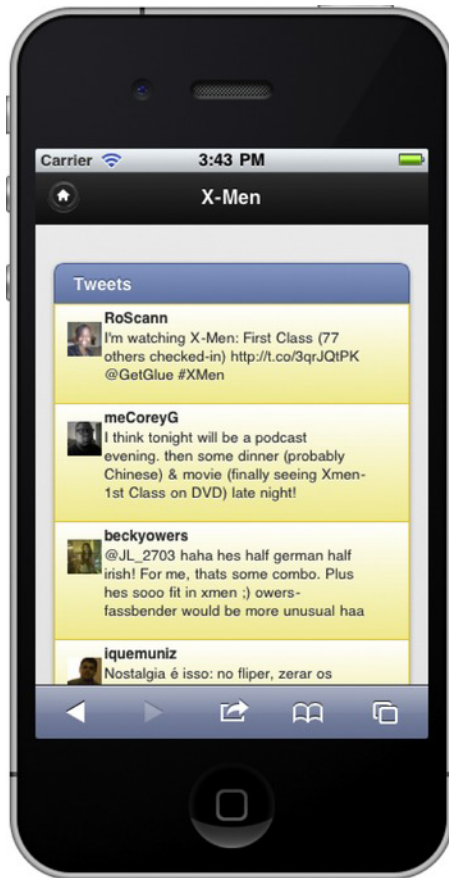 Carrier 3:43 PM
X-Men
Tweets
RoScann
I'm watching X-Men: First Class (77
others checked-in) http://t.co/3qrJQtPK
@GetGlue #XMen
meCoreyG
I think tonight will be a podcast
evening. then some dinner (probably
Chinese) & movie (finally seeing Xmen-
1st Class on DVD) late night!
beckyowers
@JL_2703 haha hes half german half
irish! For me, thats some combo. Plus
hes sooo fit in xmen ;) owers-
fassbender would be more unusual haa
iquemuniz
Nostalgia é isso: no fliper, zerar os